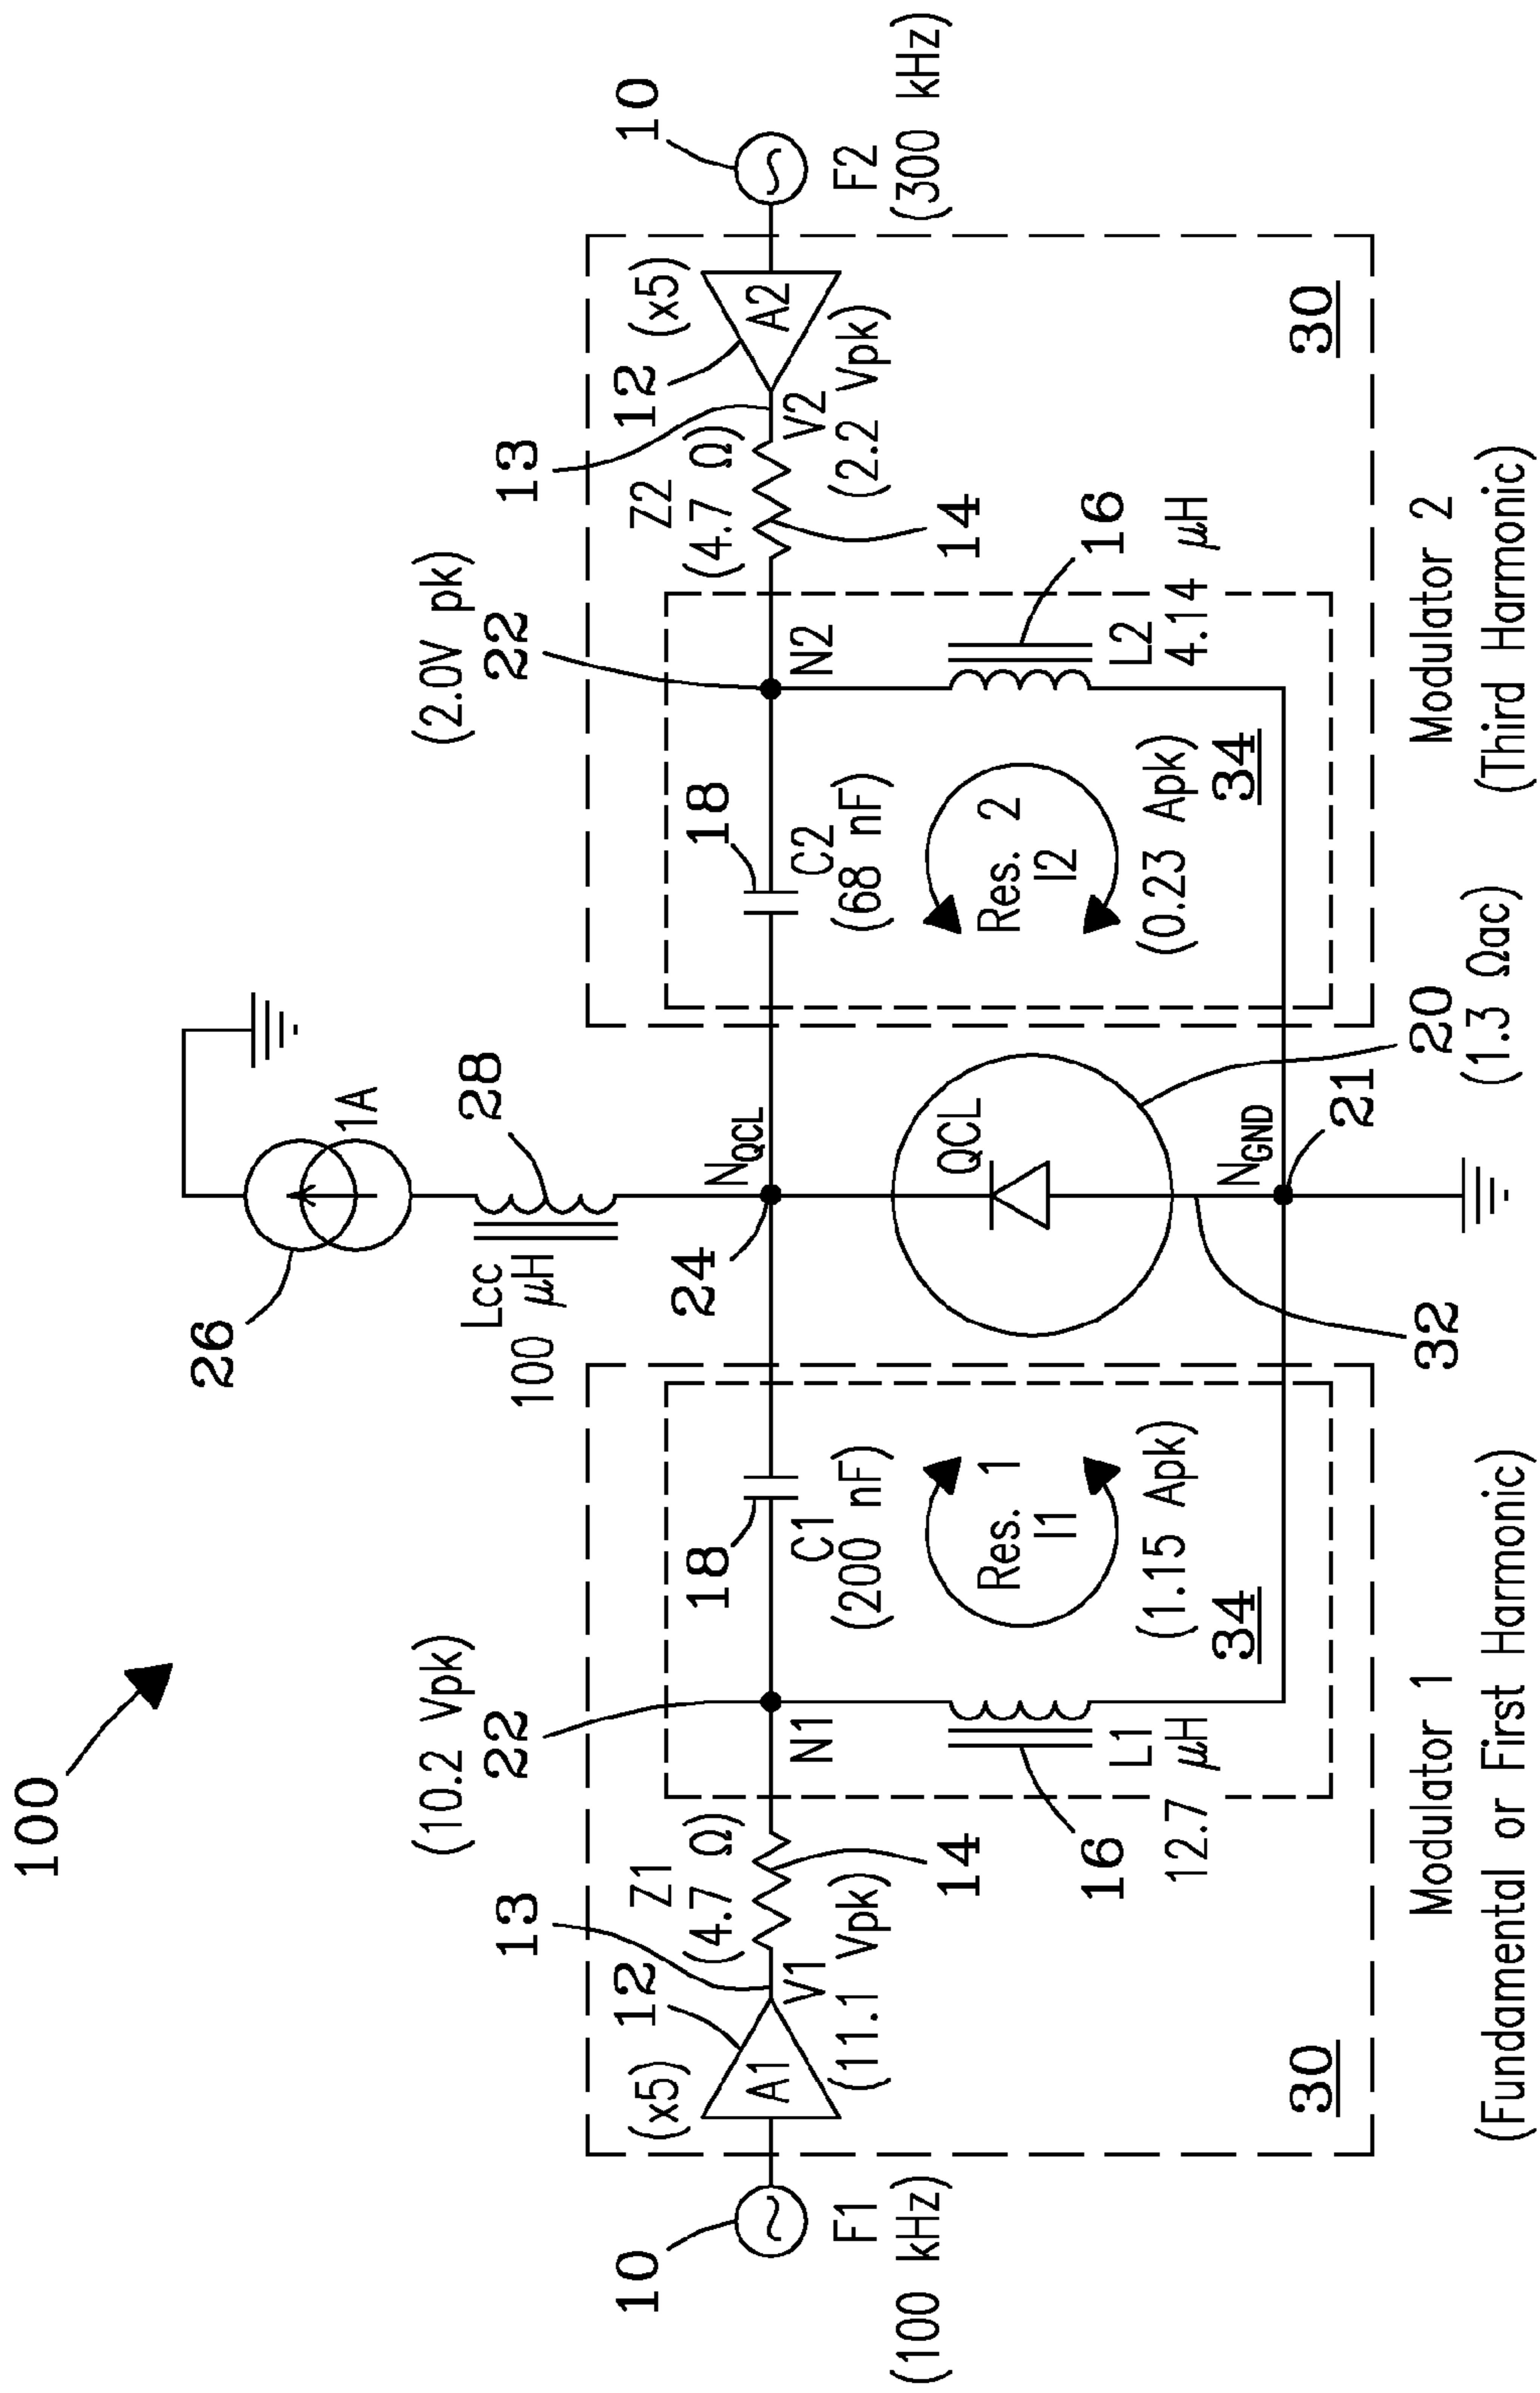 100
26
1A
Lcc
100 μH
28
(10.2 Vpk)
22
(2.0V pk)
22
13
12
(x5)
A1
V1
(11.1 Vpk)
Z1
(4.7 Ω)
14
N1
18
C1
(200 nF)
24
NQCL
18
C2
(68 nF)
N2
Z2
(4.7 Ω)
14
13
12
(x5)
A2
V2
(2.2 Vpk)
10
F1
(100 kHz)
10
F2
(300 kHz)
16
L1
12.7 μH
Res. 1
I1
(1.15 Apk)
34
QCL
NGND
Res. 2
I2
(0.23 Apk)
34
16
L2
4.14 μH
30
30
32
21
20
(1.3 Ωac)
Modulator 1
(Fundamental or First Harmonic)
Modulator 2
(Third Harmonic)